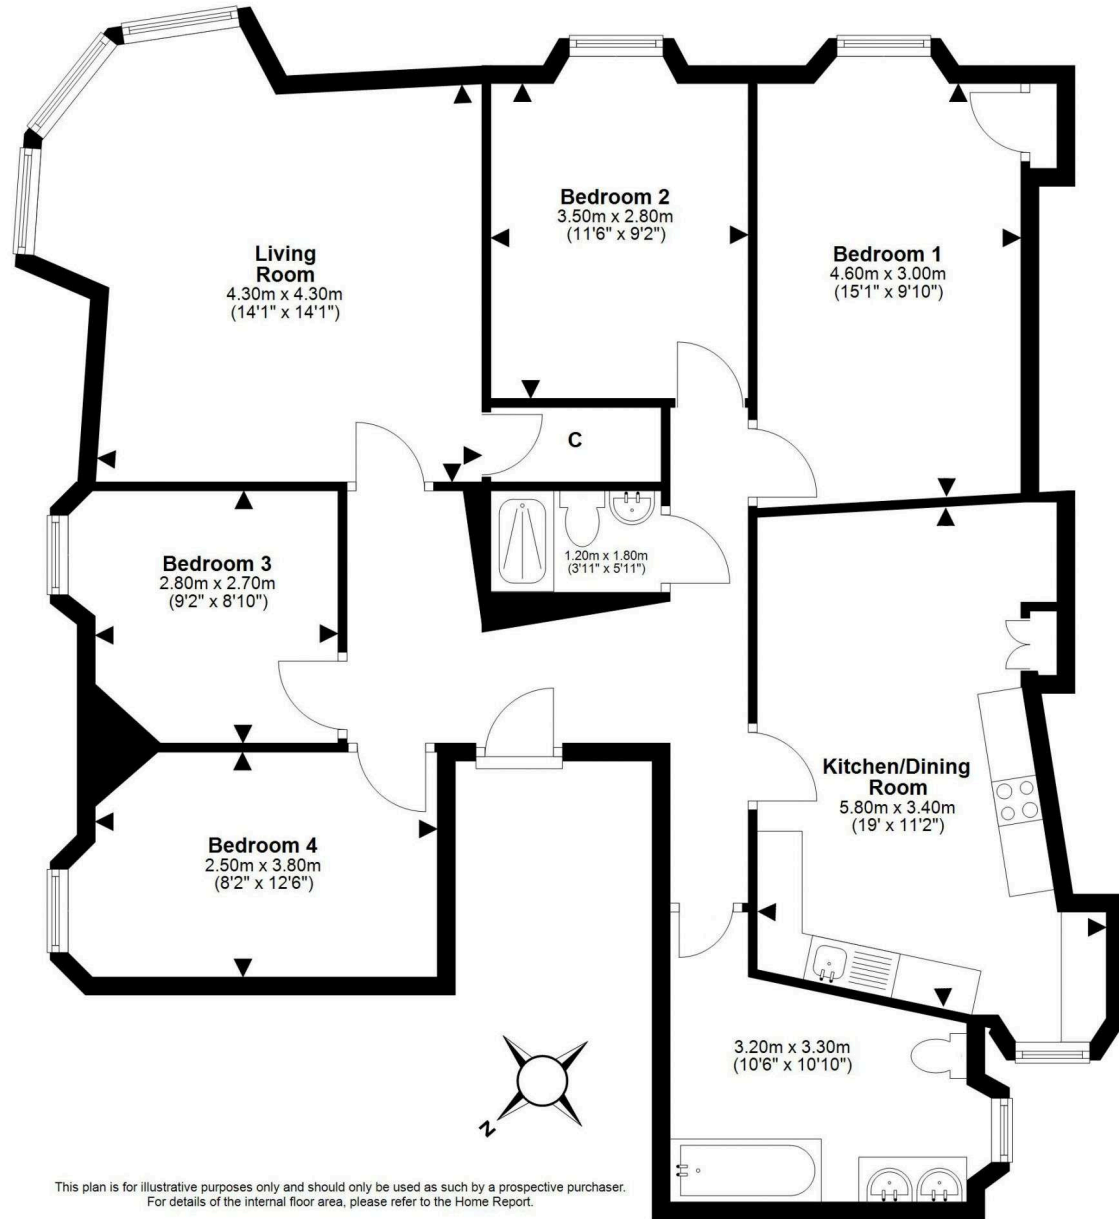 Bedroom 2
3.50m x 2.80m
(11'6" x 9'2")
Living
Room
4.30m x 4.30m
(14'1" x 14'1")
Bedroom 1
4.60m x 3.00m
(15'1" x 9'10")
C
1.20m x 1.80m
(3'11" x 5'11")
Bedroom 3
2.80m x 2.70m
(9'2" x 8'10")
Kitchen/Dining
Room
5.80m x 3.40m
(19' x 11'2")
Bedroom 4
2.50m x 3.80m
(8'2" x 12'6")
3.20m x 3.30m
(10'6" x 10'10")
N
This plan is for illustrative purposes only and should only be used as such by a prospective purchaser.
For details of the internal floor area, please refer to the Home Report.